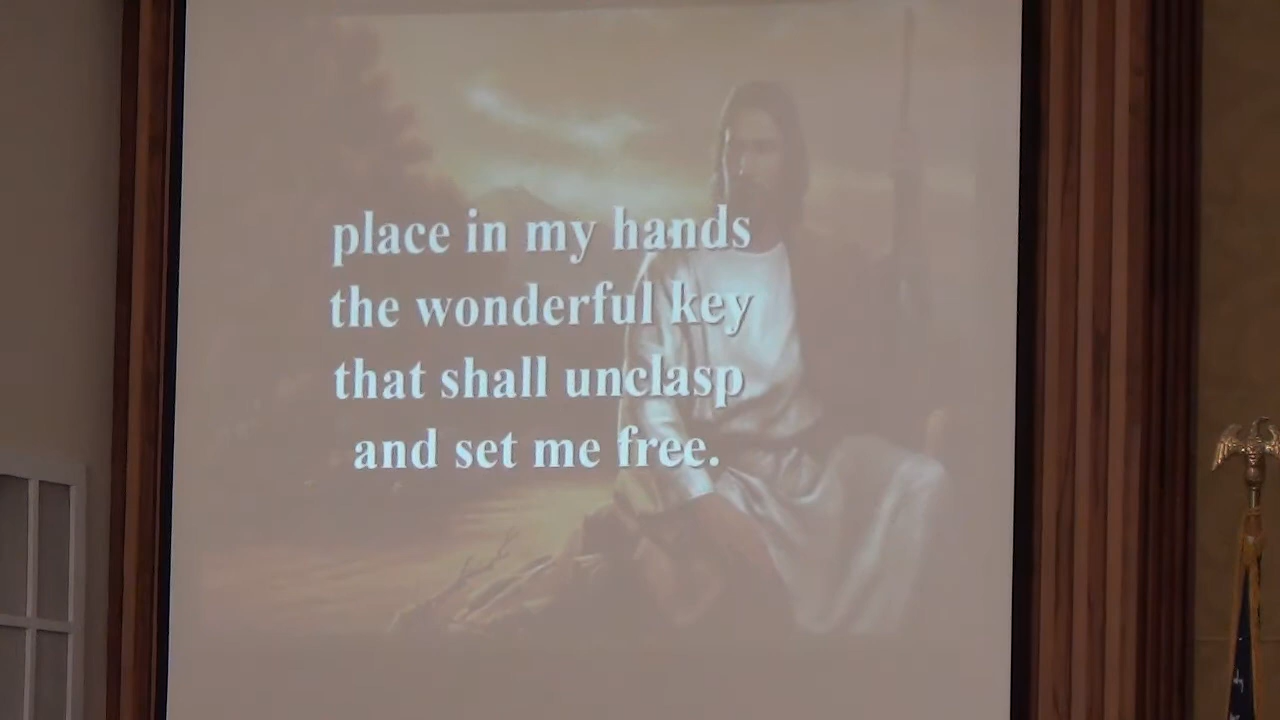 place in my hands
the wonderful key
that shall unclasp
and set me free.